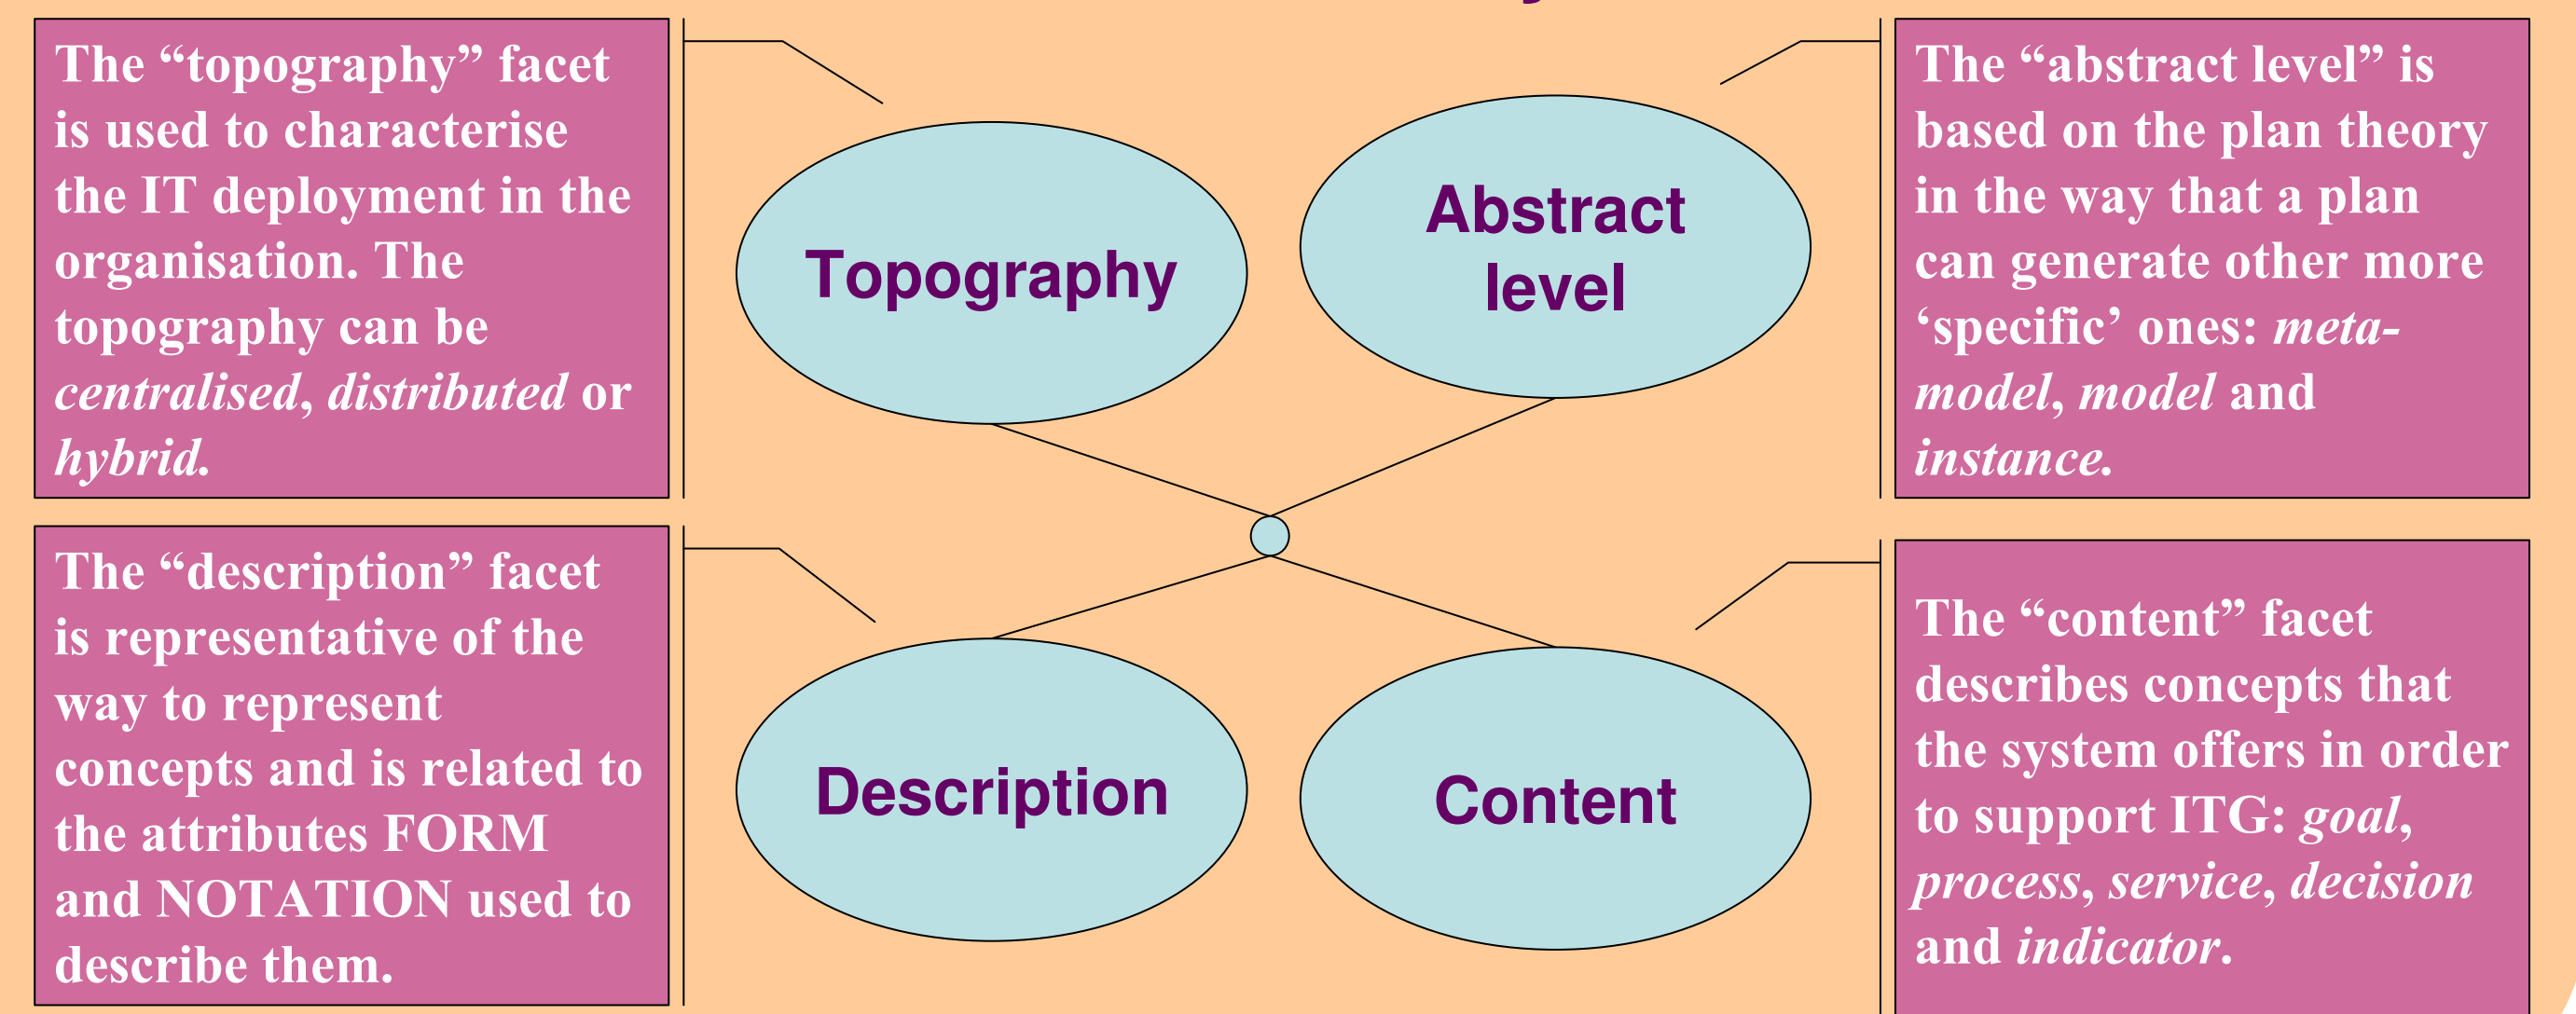 The “topography” facet
is used to characterise
the IT deployment in the
organisation. The
topography can be
centralised, distributed or
hybrid.
Topography
Abstract
level
The “abstract level” is
based on the plan theory
in the way that a plan
can generate other more
‘specific’ ones: meta-
model, model and
instance.
The “description” facet
is representative of the
way to represent
concepts and is related to
the attributes FORM
and NOTATION used to
describe them.
Description
Content
The “content” facet
describes concepts that
the system offers in order
to support ITG: goal,
process, service, decision
and indicator.